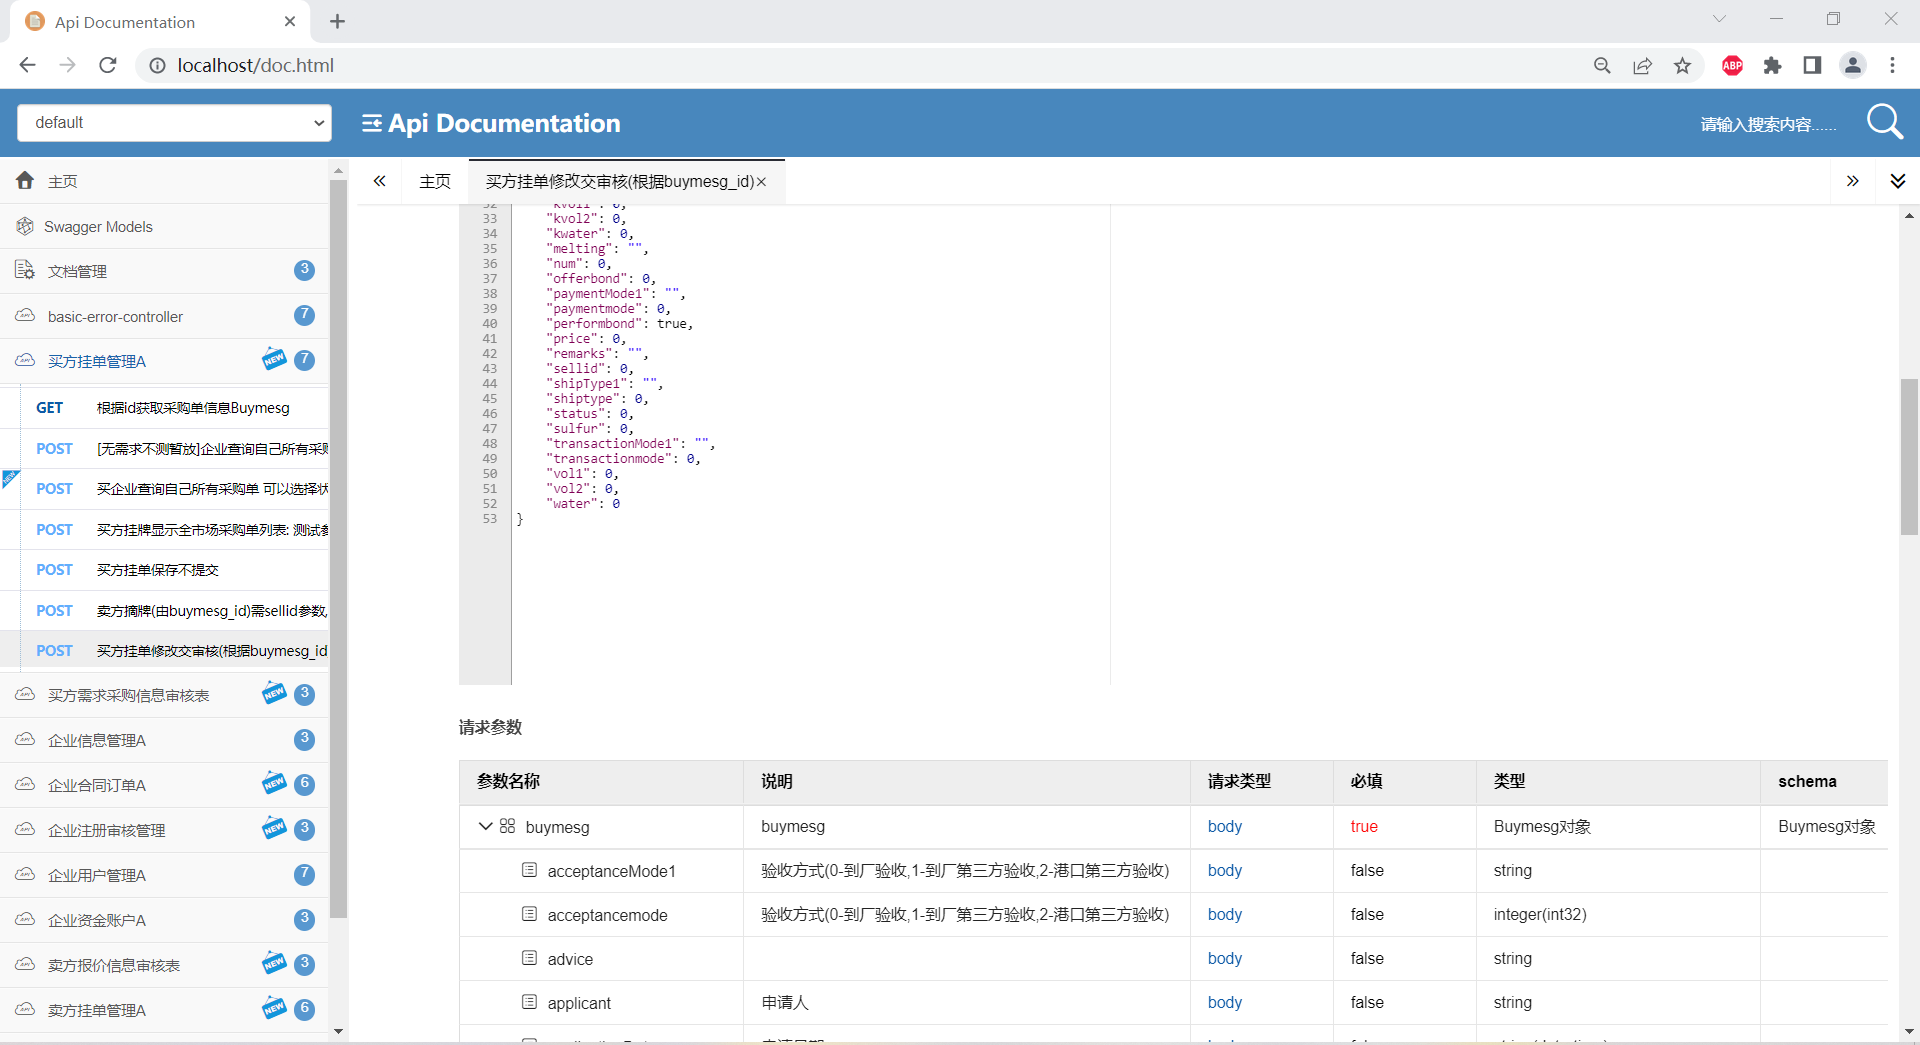 Api Documentation
localhost/doc.html
ABP
default
Api Documentation
请输入搜索内容......
主页
Swagger Models
文档管理 3
basic-error-controller 7
买方挂单管理A NEW 7
GET 根据id获取采购单信息Buymesg
POST [无需求不测暂放]企业查询自己所有采购
POST 买企业查询自己所有采购单 可以选择状
POST 买方挂牌显示全市场采购单列表: 测试参
POST 买方挂单保存不提交
POST 卖方摘牌(由buymesg_id)需sellid参数,
POST 买方挂单修改交审核(根据buymesg_id
买方需求采购信息审核表 NEW 3
企业信息管理A 3
企业合同订单A NEW 6
企业注册审核管理 NEW 3
企业用户管理A 7
企业资金账户A 3
卖方报价信息审核表 NEW 3
卖方挂单管理A NEW 6
主页
买方挂单修改交审核(根据buymesg_id)
32 "kvol1": 0,
33 "kvol2": 0,
34 "kwater": 0,
35 "melting": "",
36 "num": 0,
37 "offerbond": 0,
38 "paymentMode1": "",
39 "paymentmode": 0,
40 "performbond": true,
41 "price": 0,
42 "remarks": "",
43 "sellid": 0,
44 "shipType1": "",
45 "shiptype": 0,
46 "status": 0,
47 "sulfur": 0,
48 "transactionMode1": "",
49 "transactionmode": 0,
50 "vol1": 0,
51 "vol2": 0,
52 "water": 0
53 }
请求参数
参数名称 说明 请求类型 必填 类型 schema
buymesg buymesg body true Buymesg对象 Buymesg对象
acceptanceMode1 验收方式(0-到厂验收,1-到厂第三方验收,2-港口第三方验收) body false string
acceptancemode 验收方式(0-到厂验收,1-到厂第三方验收,2-港口第三方验收) body false integer(int32)
advice body false string
applicant 申请人 body false string